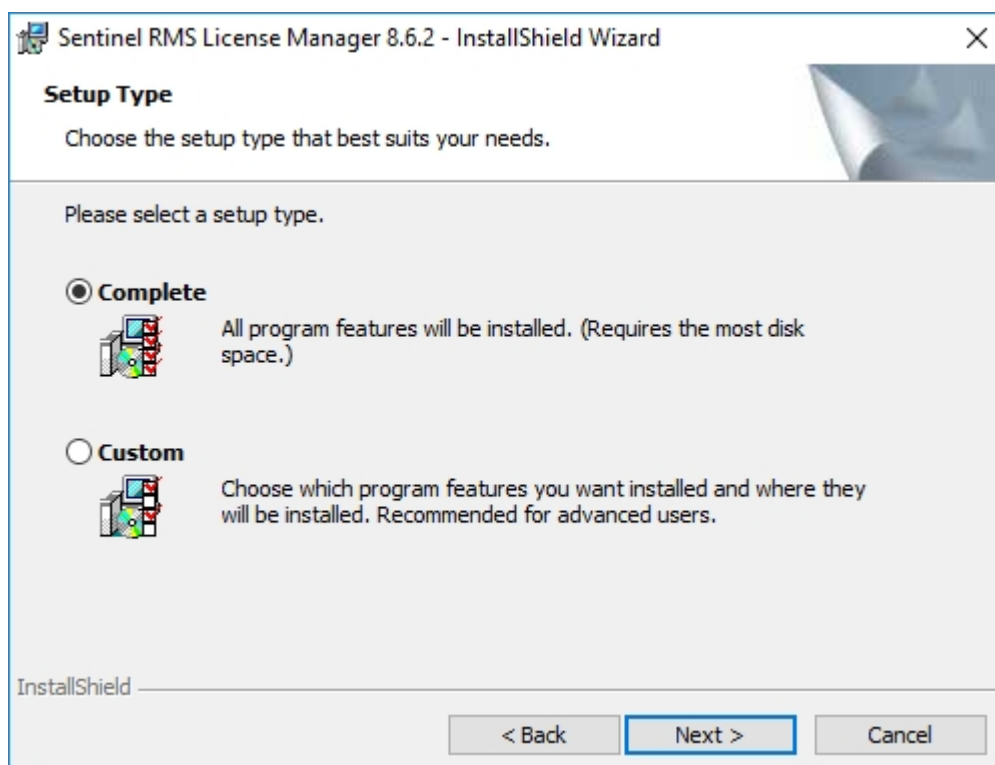 Sentinel RMS License Manager 8.6.2 - InstallShield Wizard
Setup Type
Choose the setup type that best suits your needs.
Please select a setup type.
Complete
All program features will be installed. (Requires the most disk
space.)
Custom
Choose which program features you want installed and where they
will be installed. Recommended for advanced users.
InstallShield
< Back Next > Cancel